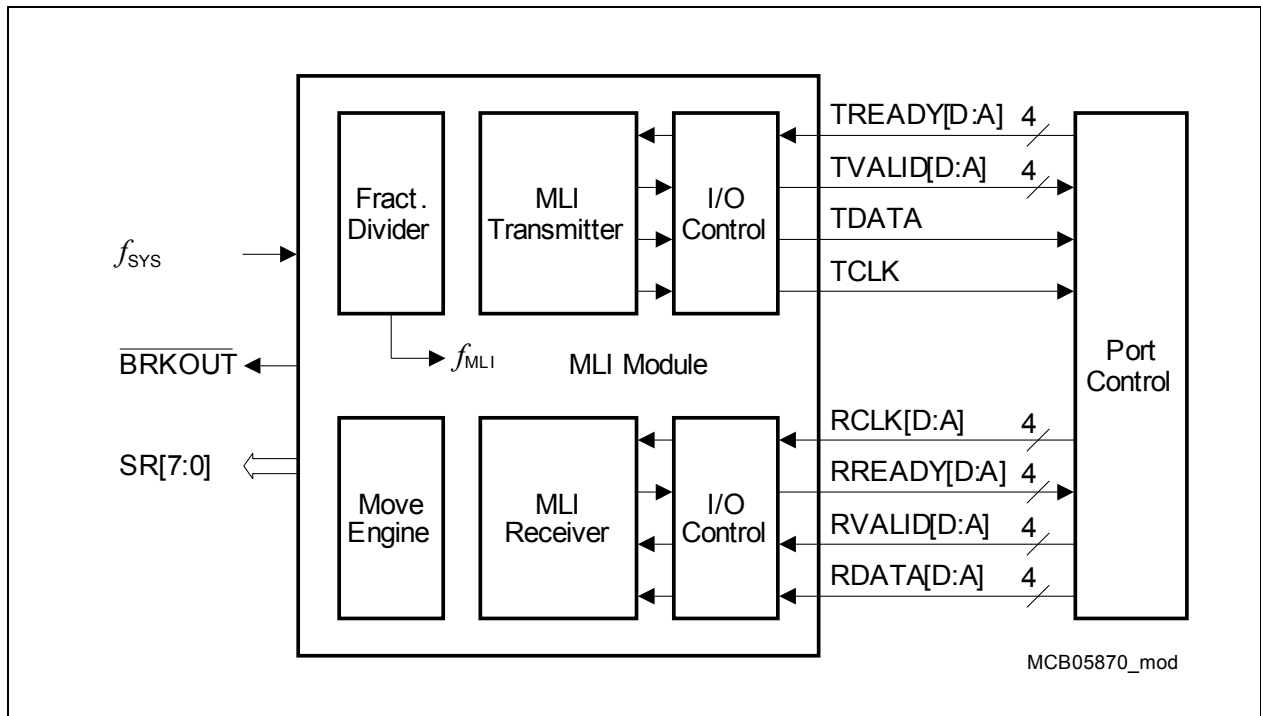 TREADY[D:A] 4
TVALID[D:A] 4
TDATA
TCLK
Fract.
Divider
MLI
Transmitter
I/O
Control
fSYS
BRKOUT
SR[7:0]
fMLI
MLI Module
Port
Control
RCLK[D:A] 4
RREADY[D:A] 4
RVALID[D:A] 4
RDATA[D:A] 4
Move
Engine
MLI
Receiver
I/O
Control
MCB05870_mod